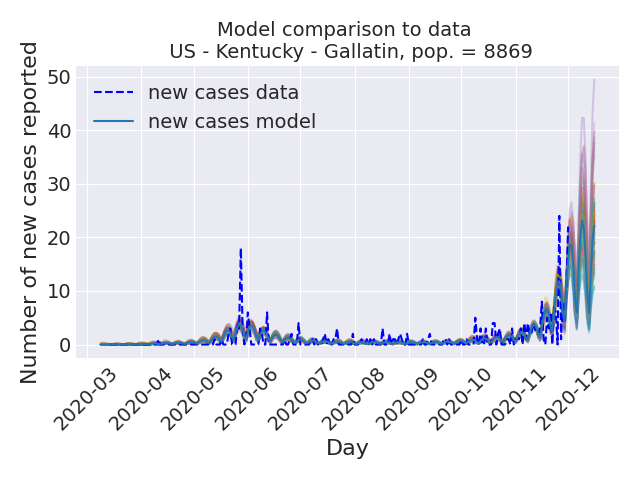 Model comparison to data
US - Kentucky - Gallatin, pop. = 8869
Number of new cases reported
50
40
30
20
10
0
new cases data
new cases model
2020-03
2020-04
2020-05
2020-06
2020-07
2020-08
2020-09
2020-10
2020-11
2020-12
Day